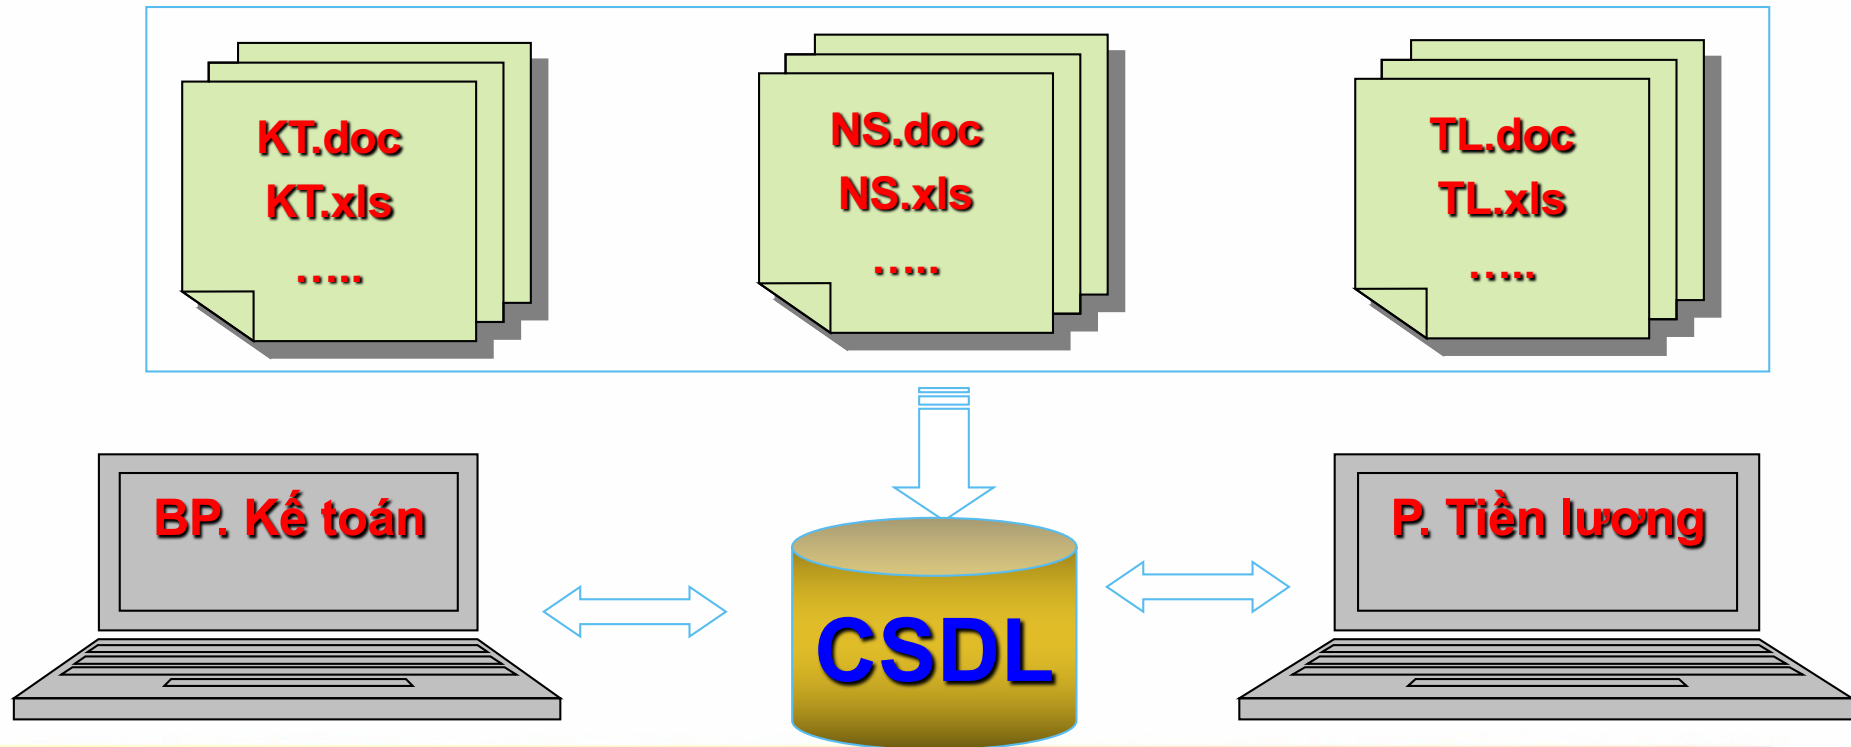 KT.doc
KT.xls
.....
NS.doc
NS.xls
.....
TL.doc
TL.xls
.....
BP. Kế toán
P. Tiền lương
CSDL